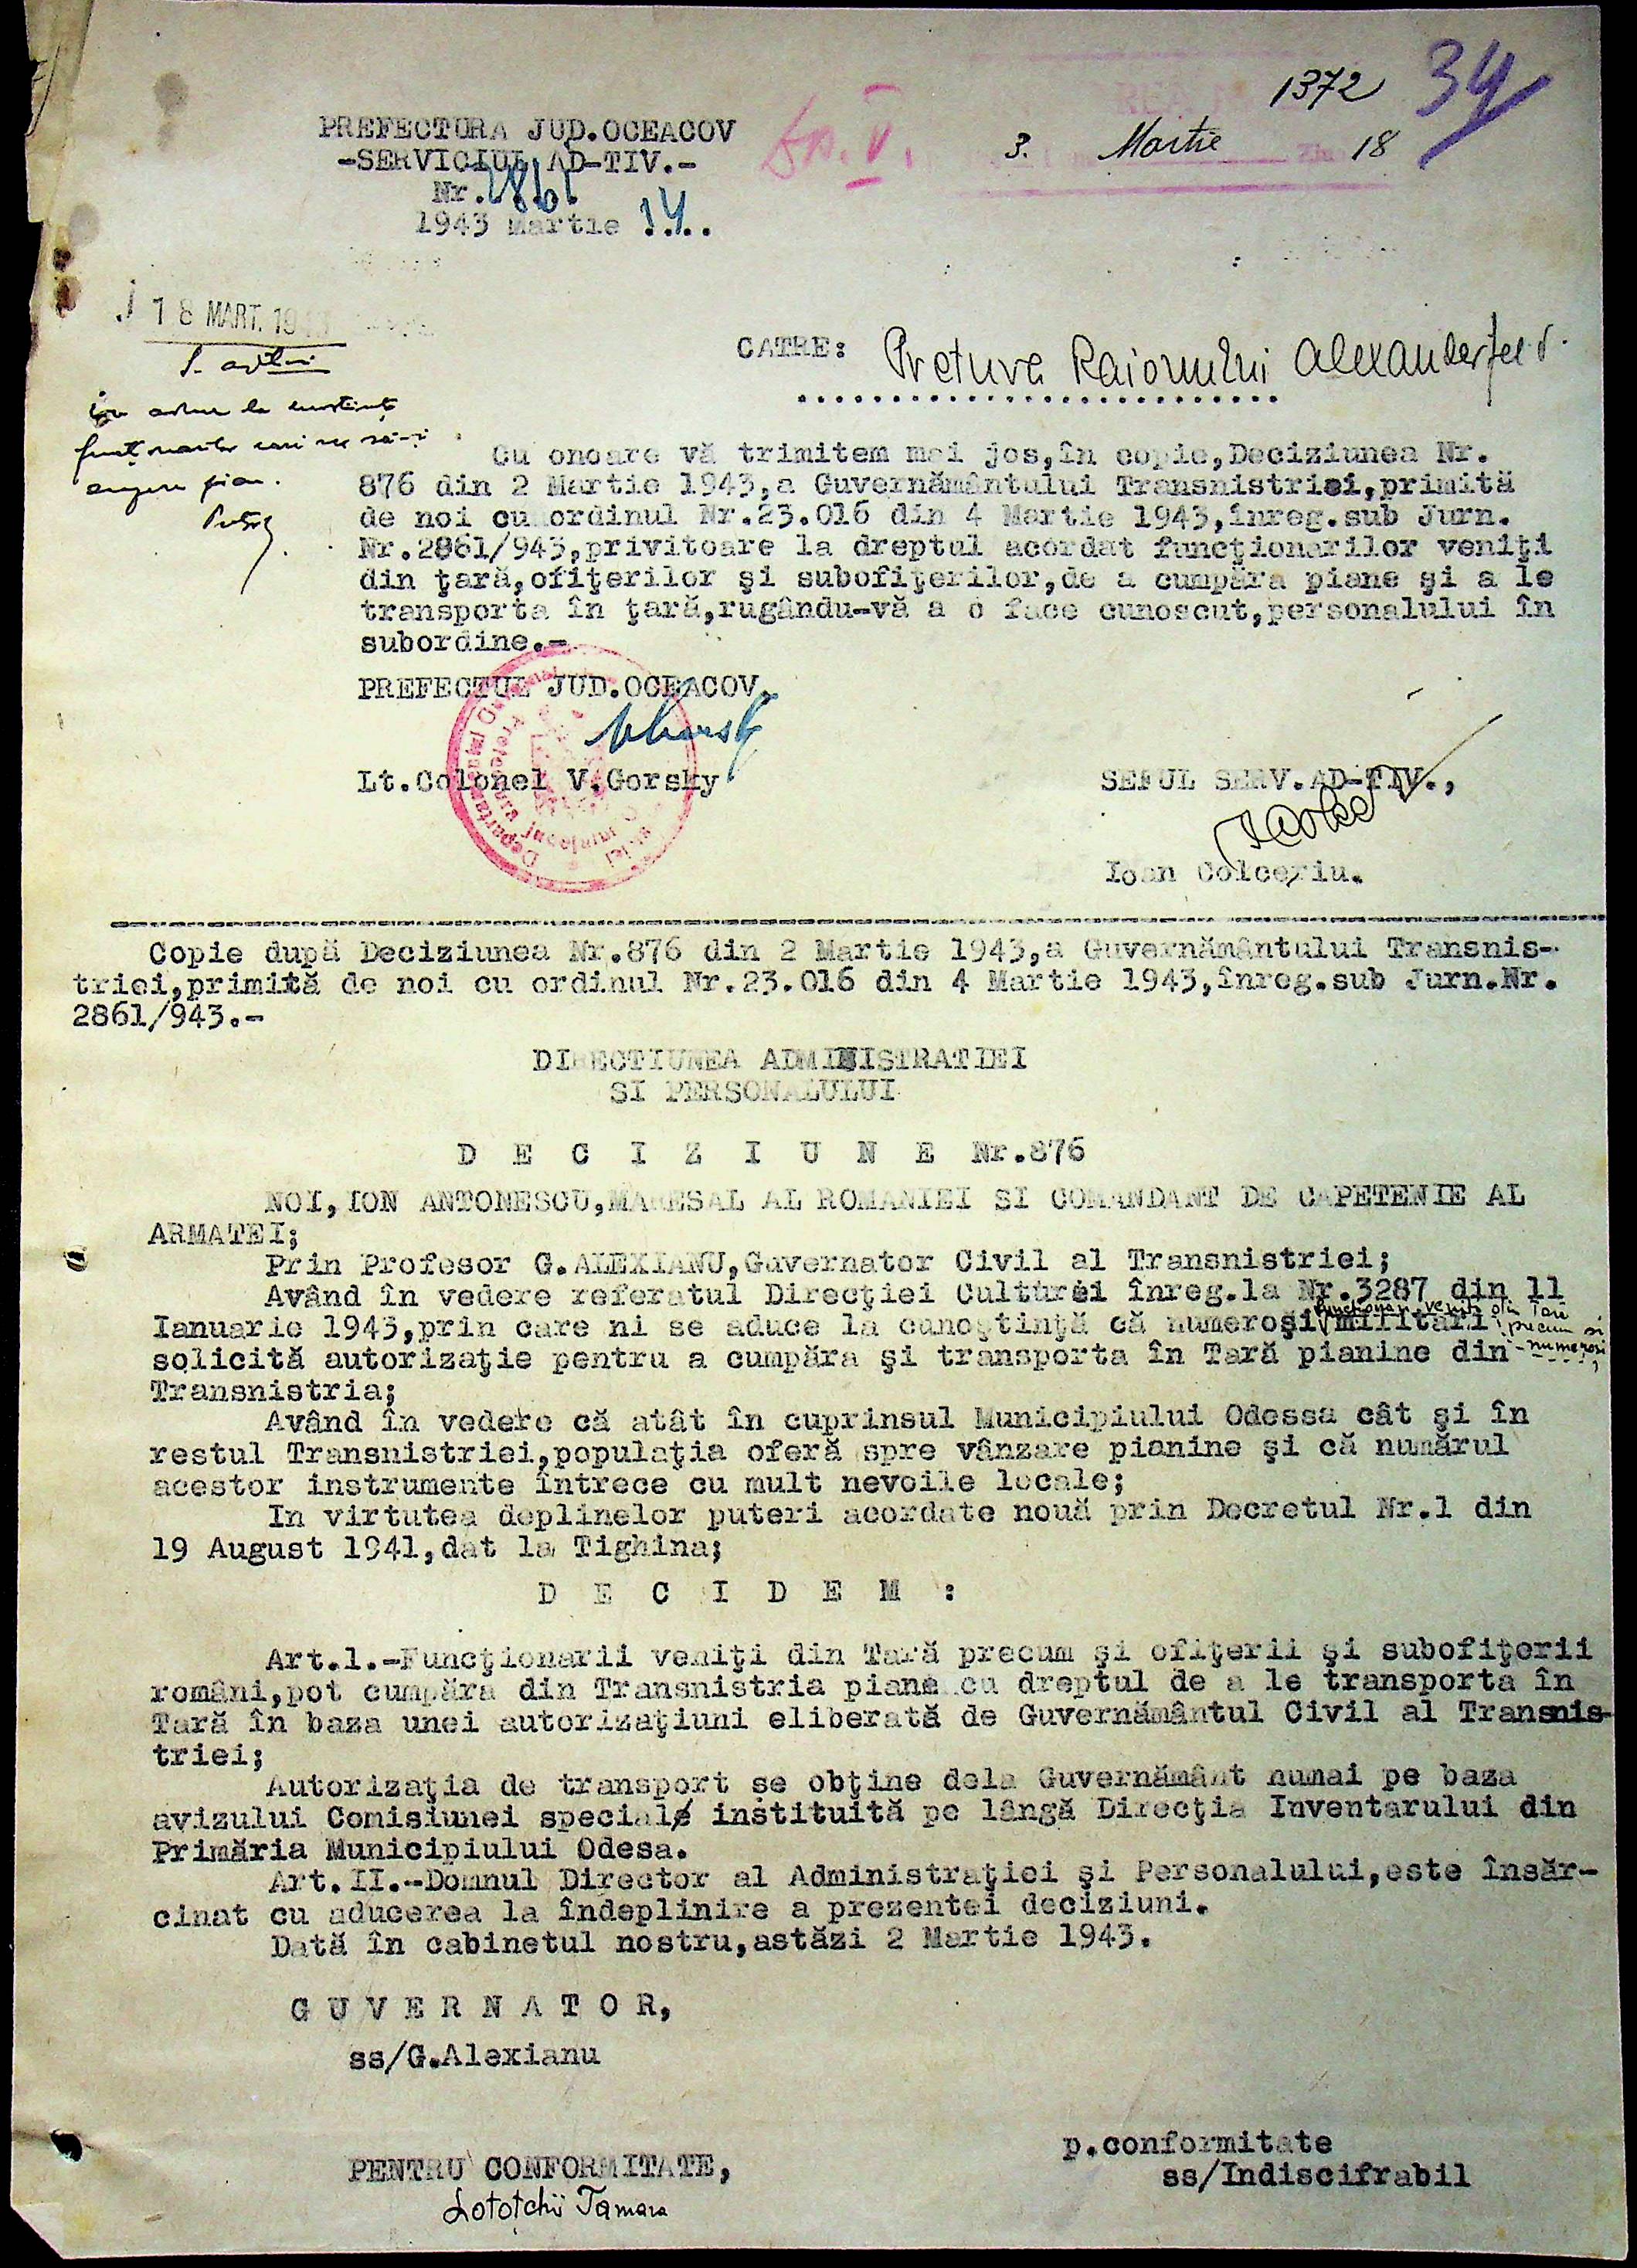 1372 34
3. Martie 18
PREFECTURA JUD.OCEACOV
-SERVICIUL AD-TIV.-
Nr.2861
1943 Martie 14..
18 MART. 194
CATRE: Pretura Raionului Alexanderfeld.
Cu onoare vă trimitem mai jos,în copie,Deciziunea Nr.
876 din 2 Martie 1943,a Guvernământului Transnistriei,primită
de noi cu ordinul Nr.23.016 din 4 Martie 1943,înreg.sub Jurn.
Nr.2861/943,privitoare la dreptul acordat funcţionarilor veniţi
din ţară,ofiţerilor şi subofiţerilor,de a cumpăra piane şi a le
transporta în ţară,rugându-vă a o face cunoscut,personalului în
subordine.-
PREFECTUL JUD.OCEACOV,
Lt.Colonel V.Gorsky
SEFUL SERV.AD-TIV.,
Ioan Colceriu.
Copie după Deciziunea Nr.876 din 2 Martie 1943,a Guvernământului Transnis-
triei,primită de noi cu ordinul Nr.23.016 din 4 Martie 1943,înreg.sub Jurn.Nr.
2861/943.-
DIRECTIUNEA ADMINISTRATIEI
SI PERSONALULUI
D E C I Z I U N E Nr.876
NOI,ION ANTONESCU,MARESAL AL ROMANIEI SI COMANDANT DE CAPETENIE AL
ARMATEI;
Prin Profesor G.ALEXIANU,Guvernator Civil al Transnistriei;
Având în vedere referatul Direcţiei Culturei înreg.la Nr.3287 din 11
funcţionari veniţi din Tară precum si numerosi
Ianuarie 1943,prin care ni se aduce la cunoştinţă că numeroşi militari
solicită autorizaţie pentru a cumpăra şi transporta în Tară pianine din
Transnistria;
Având în vedere că atât în cuprinsul Municipiului Odessa cât şi în
restul Transnistriei,populaţia oferă spre vânzare pianine şi că numărul
acestor instrumente întrece cu mult nevoile locale;
In virtutea deplinelor puteri acordate nouă prin Decretul Nr.1 din
19 August 1941,dat la Tighina;
D E C I D E M :
Art.1.-Funcţionarii veniţi din Tară precum şi ofiţerii şi subofiţerii
români,pot cumpăra din Transnistria piane cu dreptul de a le transporta în
Tară în baza unei autorizaţiuni eliberată de Guvernământul Civil al Transnis-
triei;
Autorizaţia de transport se obţine dela Guvernământ numai pe baza
avizului Comisiunei speciale instituită pe lângă Direcţia Inventarului din
Primăria Municipiului Odesa.
Art.II.-Domnul Director al Administraţiei şi Personalului,este însăr-
cinat cu aducerea la îndeplinire a prezentei deciziuni.
Dată în cabinetul nostru,astăzi 2 Martie 1943.
G U V E R N A T O R,
ss/G.Alexianu
p.conformitate
ss/Indiscifrabil
PENTRU CONFORMITATE,
Lototchii Tamara